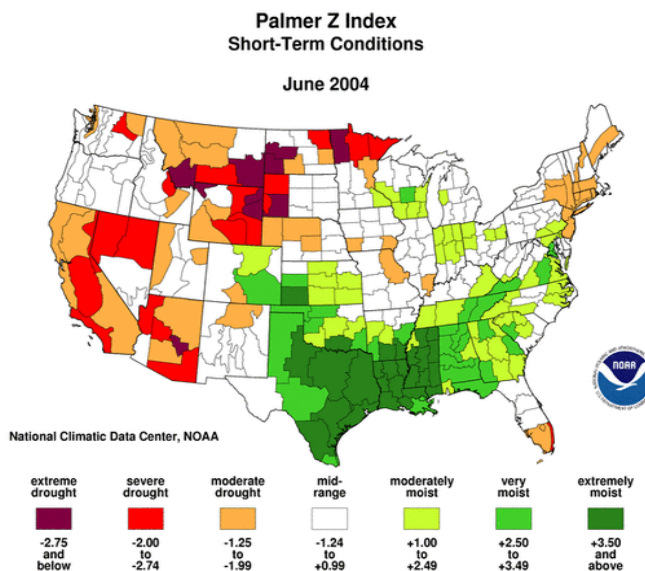 Palmer Z Index
Short-Term Conditions
June 2004
NOAA
National Climatic Data Center, NOAA
extreme drought
severe drought
moderate drought
mid-range
moderately moist
very moist
extremely moist
-2.75 and below
-2.00 to -2.74
-1.25 to -1.99
-1.24 to +0.99
+1.00 to +2.49
+2.50 to +3.49
+3.50 and above